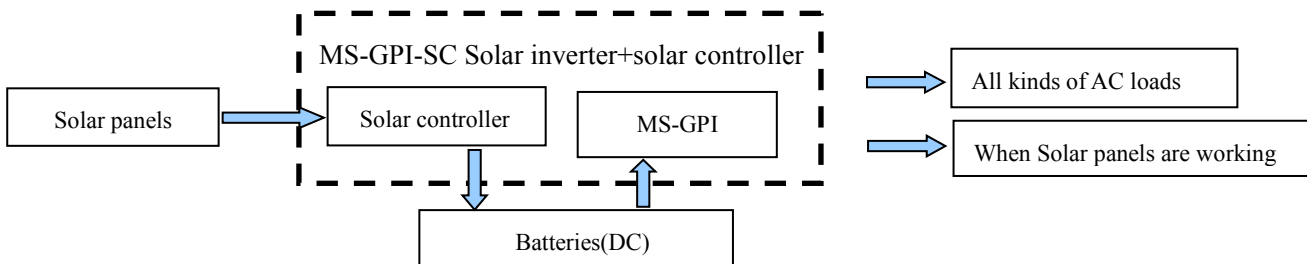 MS-GPI-SC Solar inverter+solar controller
All kinds of AC loads
Solar panels
Solar controller
MS-GPI
When Solar panels are working
Batteries(DC)